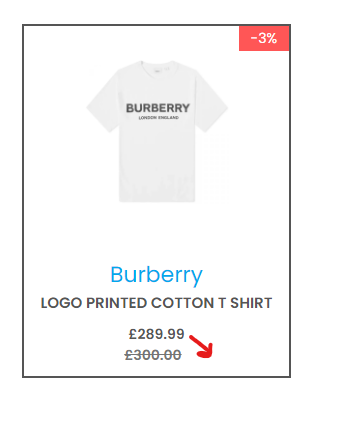 -3%
BURBERRY
LONDON ENGLAND
Burberry
LOGO PRINTED COTTON T SHIRT
£289.99
£300.00